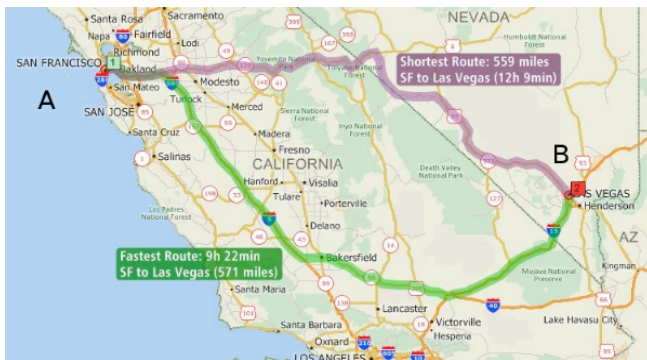 NEVADA
Santa Rosa
Sacramento
Napa
Fairfield
Lodi
Richmond
SAN FRANCISCO
1
Oakland
San Mateo
A
SAN JOSÉ
Modesto
Turlock
Merced
Yosemite National
Humboldt National
Forest
Shortest Route: 559 miles
SF to Las Vegas (12h 9min)
Santa Cruz
Salinas
Madera
Sierra National
Forest
Inyo National
Forest
Fresno
CALIFORNIA
Hanford
Visalia
Tulare
Porterville
Delano
Death Valley
National Park
B
2
LAS VEGAS
Henderson
AZ
Los Padres
National Forest
Fastest Route: 9h 22min
SF to Las Vegas (571 miles)
Bakersfield
Mojave National
Preserve
Kingman
Santa Maria
Lancaster
Victorville
Hesperia
Lake Havasu City
Santa Barbara
Oxnard
LOS ANGELES